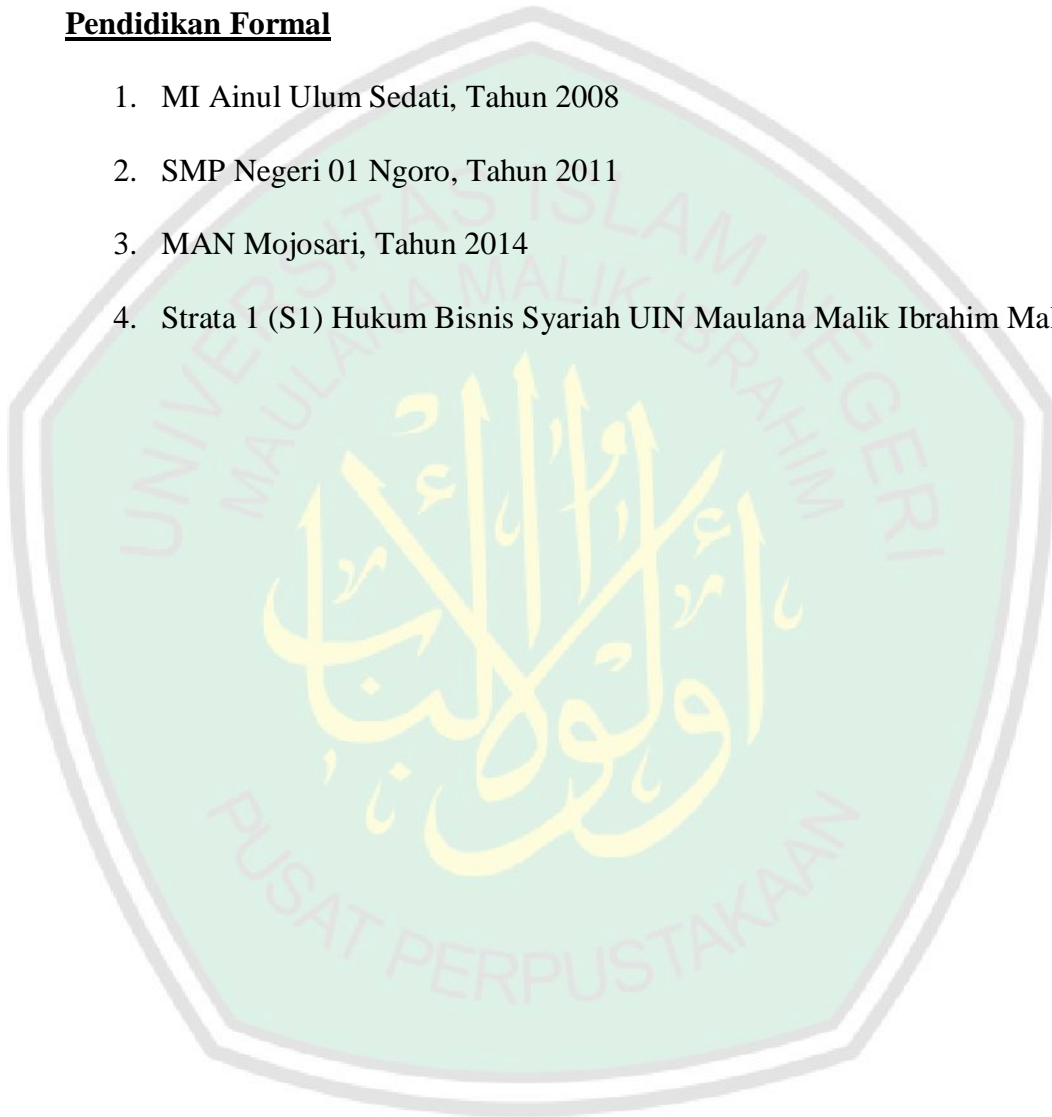 Pendidikan Formal
1. MI Ainul Ulum Sedati, Tahun 2008
2. SMP Negeri 01 Ngoro, Tahun 2011
3. MAN Mojosari, Tahun 2014
4. Strata 1 (S1) Hukum Bisnis Syariah UIN Maulana Malik Ibrahim
UNIVERSITAS ISLAM NEGERI
MAULANA MALIK IBRAHIM
أولو الألباب
PUSAT PERPUSTAKAAN